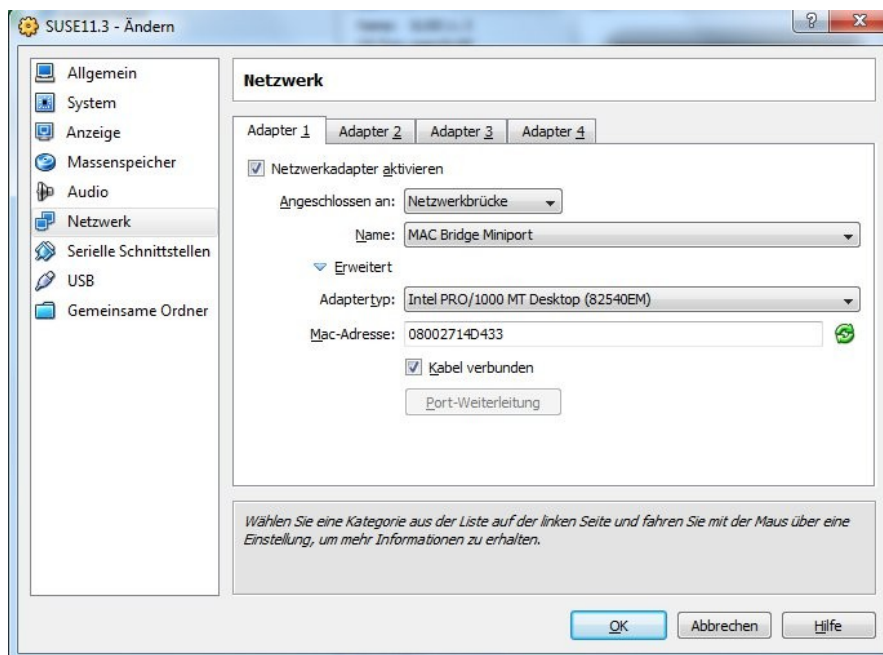 SUSE11.3 - Ändern
Allgemein
System
Anzeige
Massenspeicher
Audio
Netzwerk
Serielle Schnittstellen
USB
Gemeinsame Ordner
Netzwerk
Adapter 1 Adapter 2 Adapter 3 Adapter 4
Netzwerkadapter aktivieren
Angeschlossen an: Netzwerkbrücke
Name: MAC Bridge Miniport
Erweitert
Adaptertyp: Intel PRO/1000 MT Desktop (82540EM)
Mac-Adresse: 08002714D433
Kabel verbunden
Port-Weiterleitung
Wählen Sie eine Kategorie aus der Liste auf der linken Seite und fahren Sie mit der Maus über eine
Einstellung, um mehr Informationen zu erhalten.
OK Abbrechen Hilfe